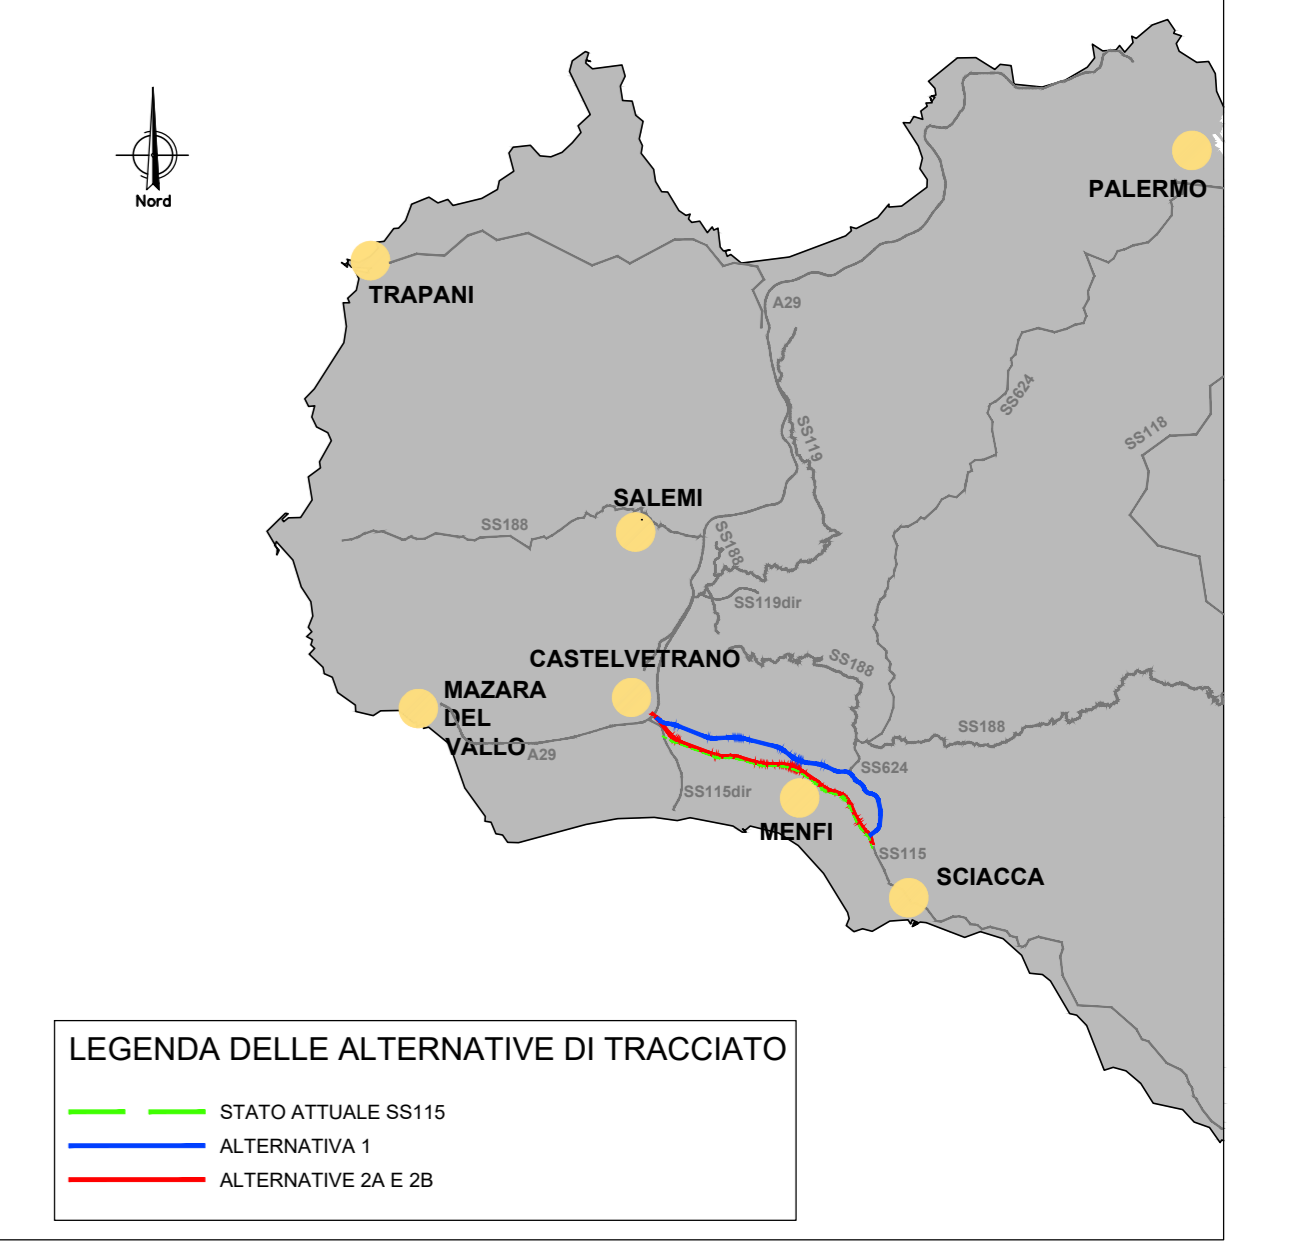 Nord
PALERMO
TRAPANI
A29
SS624
SS119
SS118
SALEMI
SS188
SS188
SS119dir
CASTELVETRANO
SS188
MAZARA
DEL
VALLO
A29
SS188
SS624
SS115dir
MENFI
SS115
SCIACCA
LEGENDA DELLE ALTERNATIVE DI TRACCIATO
STATO ATTUALE SS115
ALTERNATIVA 1
ALTERNATIVE 2A E 2B